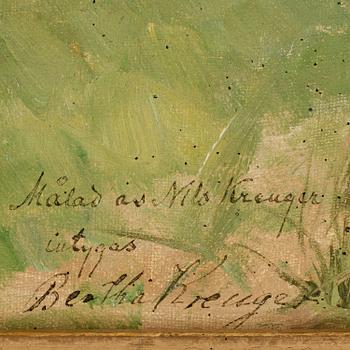 Målad av Nils Kreuger
intygas
Bertha Kreuger